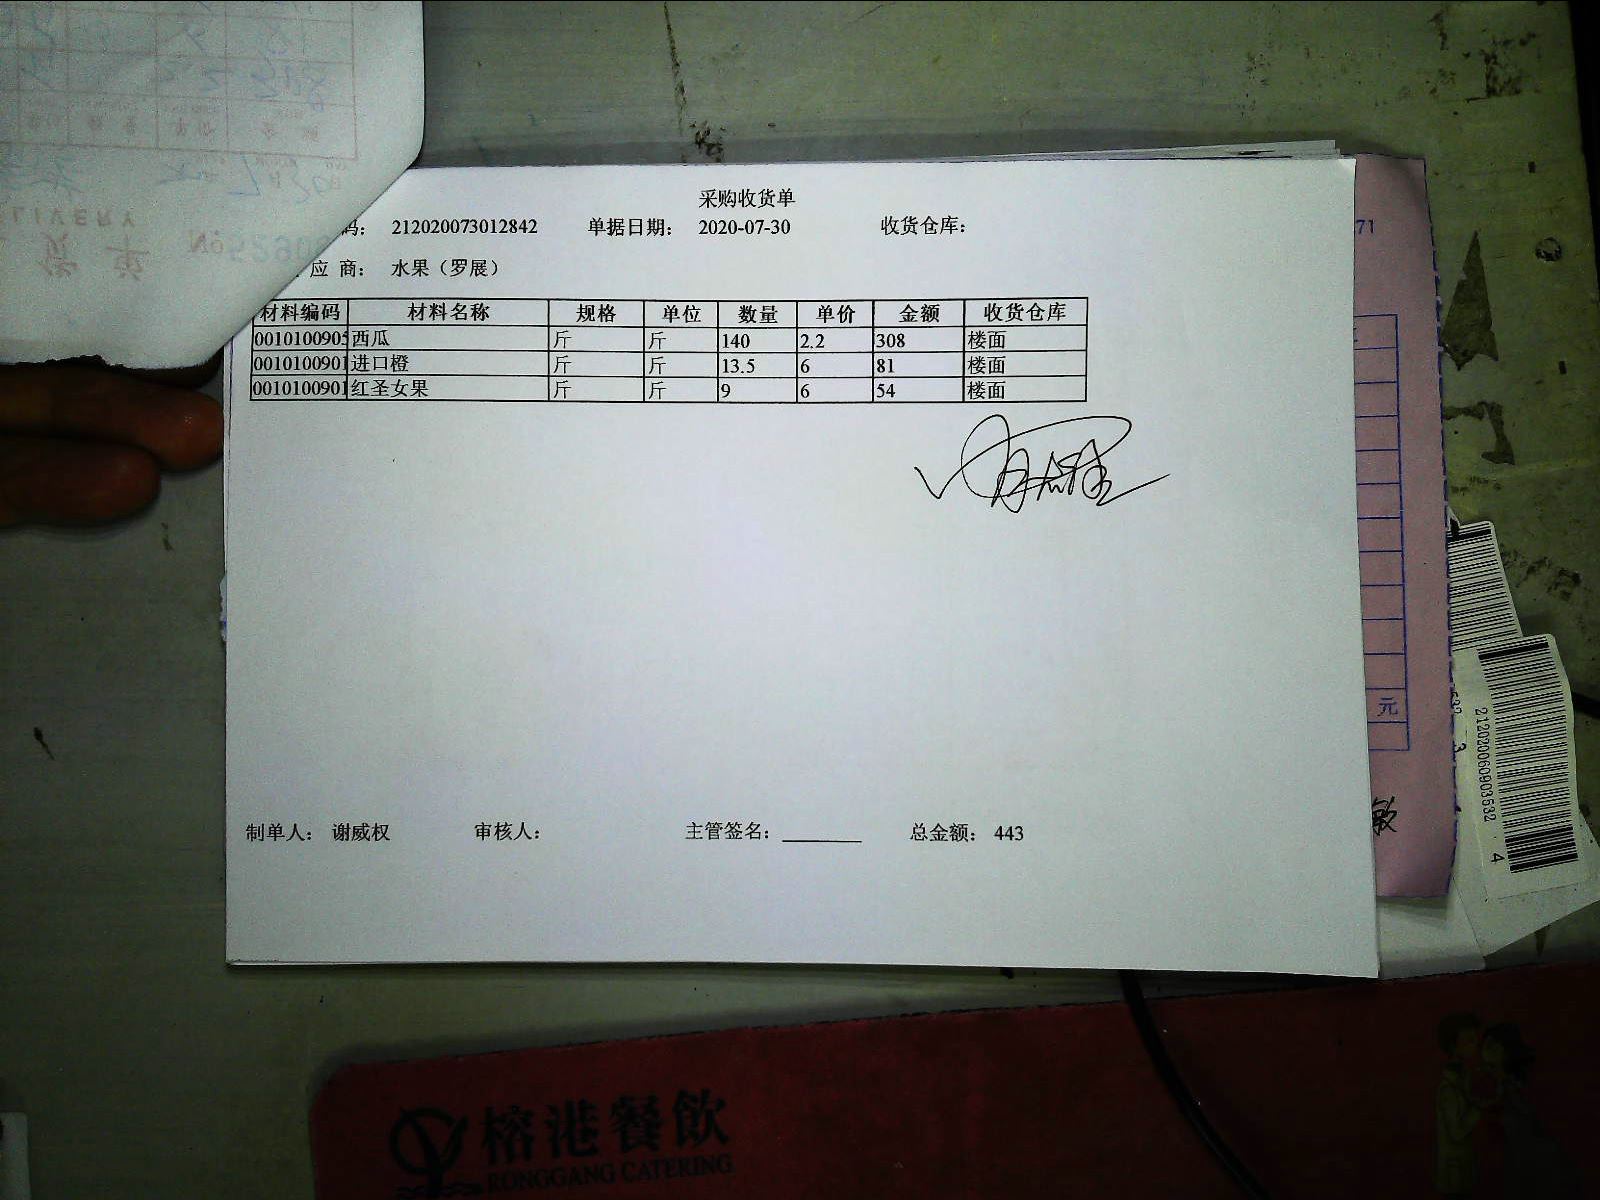 采购收货单
码： 212020073012842 单据日期： 2020-07-30 收货仓库：
应 商： 水果（罗展）
材料编码 材料名称 规格 单位 数量 单价 金额 收货仓库
0010100905 西瓜 斤 斤 140 2.2 308 楼面
0010100901 进口橙 斤 斤 13.5 6 81 楼面
0010100901 红圣女果 斤 斤 9 6 54 楼面
制单人： 谢威权 审核人： 主管签名： 总金额： 443
71
元
敏
212020060903532 4
榕港餐飲
RONGGANG CATERING
LIVERY